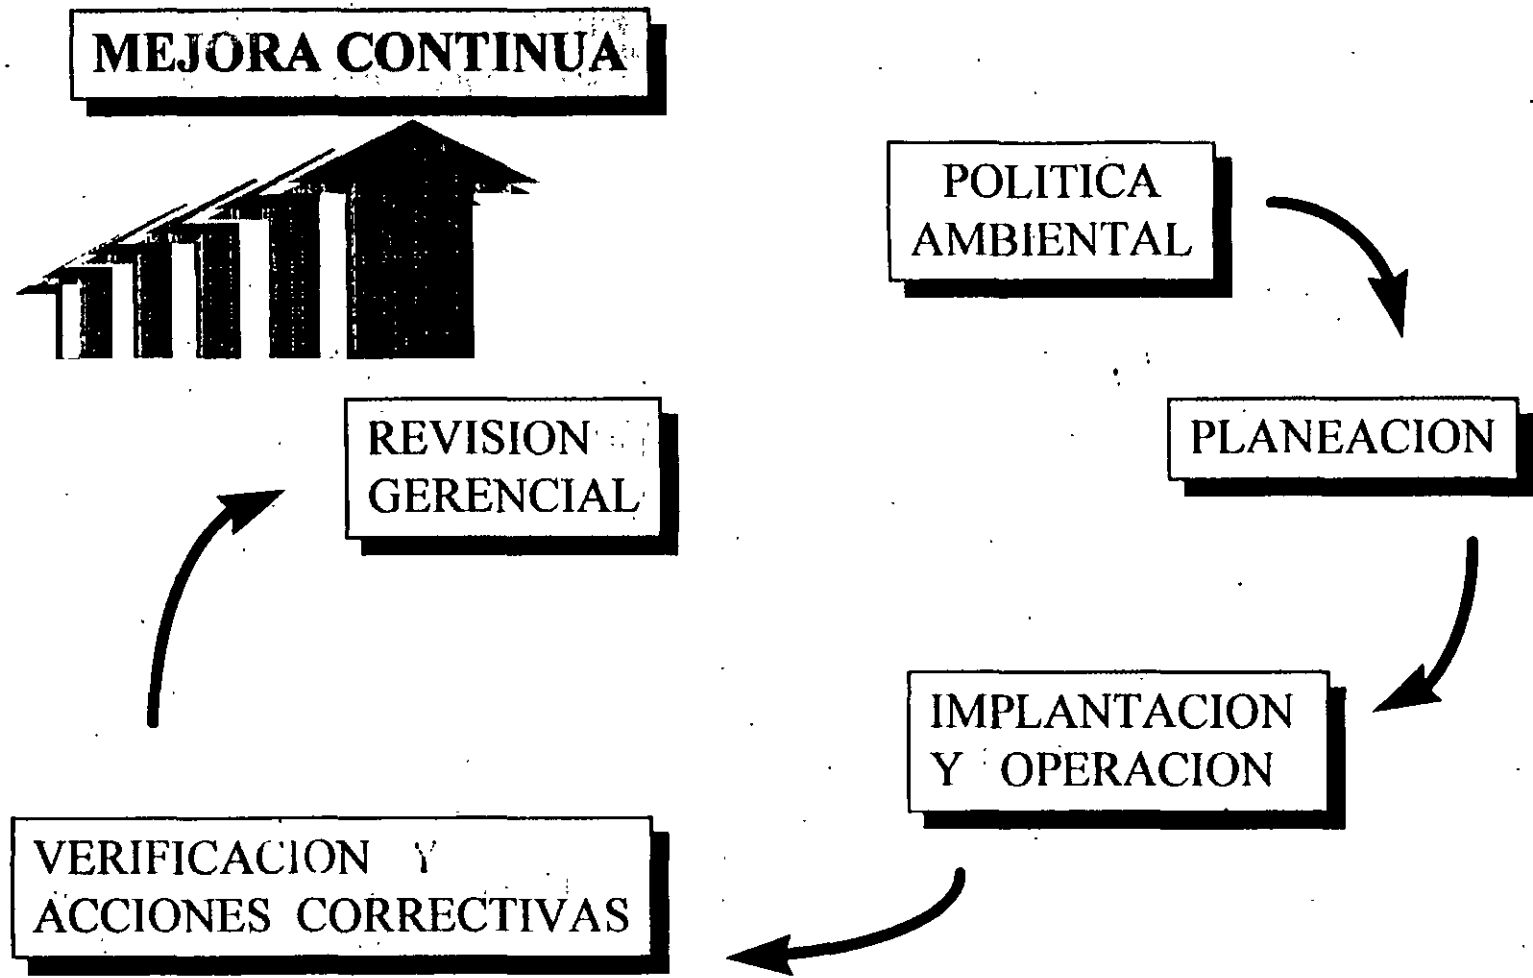 MEJORA CONTINUA
POLITICA
AMBIENTAL
PLANEACION
REVISION
GERENCIAL
IMPLANTACION
Y OPERACION
VERIFICACION Y
ACCIONES CORRECTIVAS